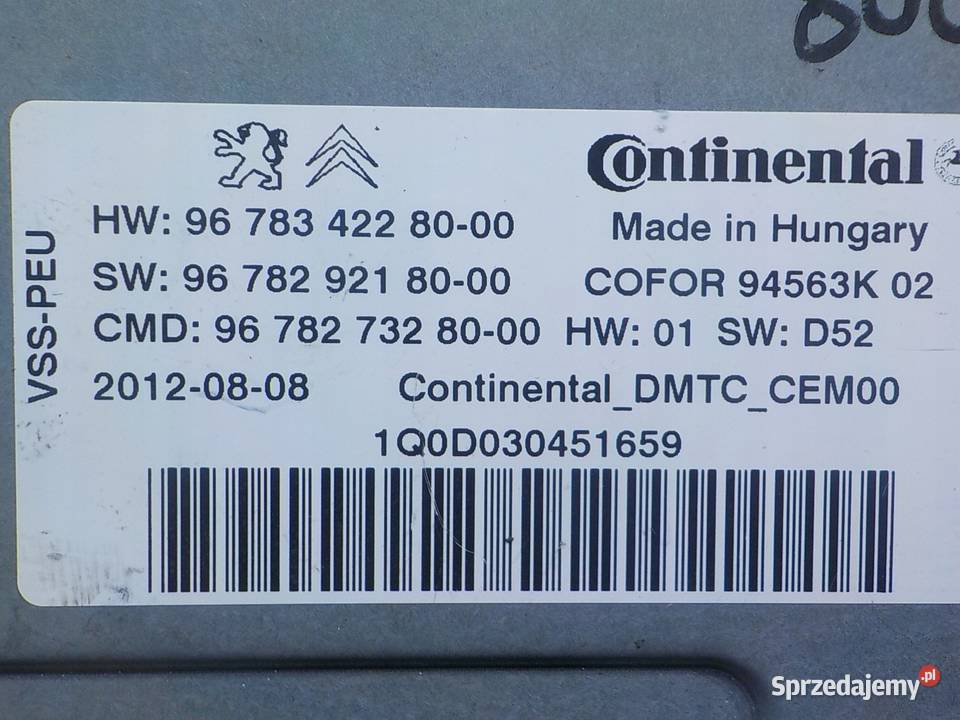 Continental
HW: 96 783 422 80-00 Made in Hungary
SW: 96 782 921 80-00 COFOR 94563K 02
CMD: 96 782 732 80-00 HW: 01 SW: D52
2012-08-08 Continental_DMTC_CEM00
1Q0D030451659
VSS-PEU
Sprzedajemy.pl